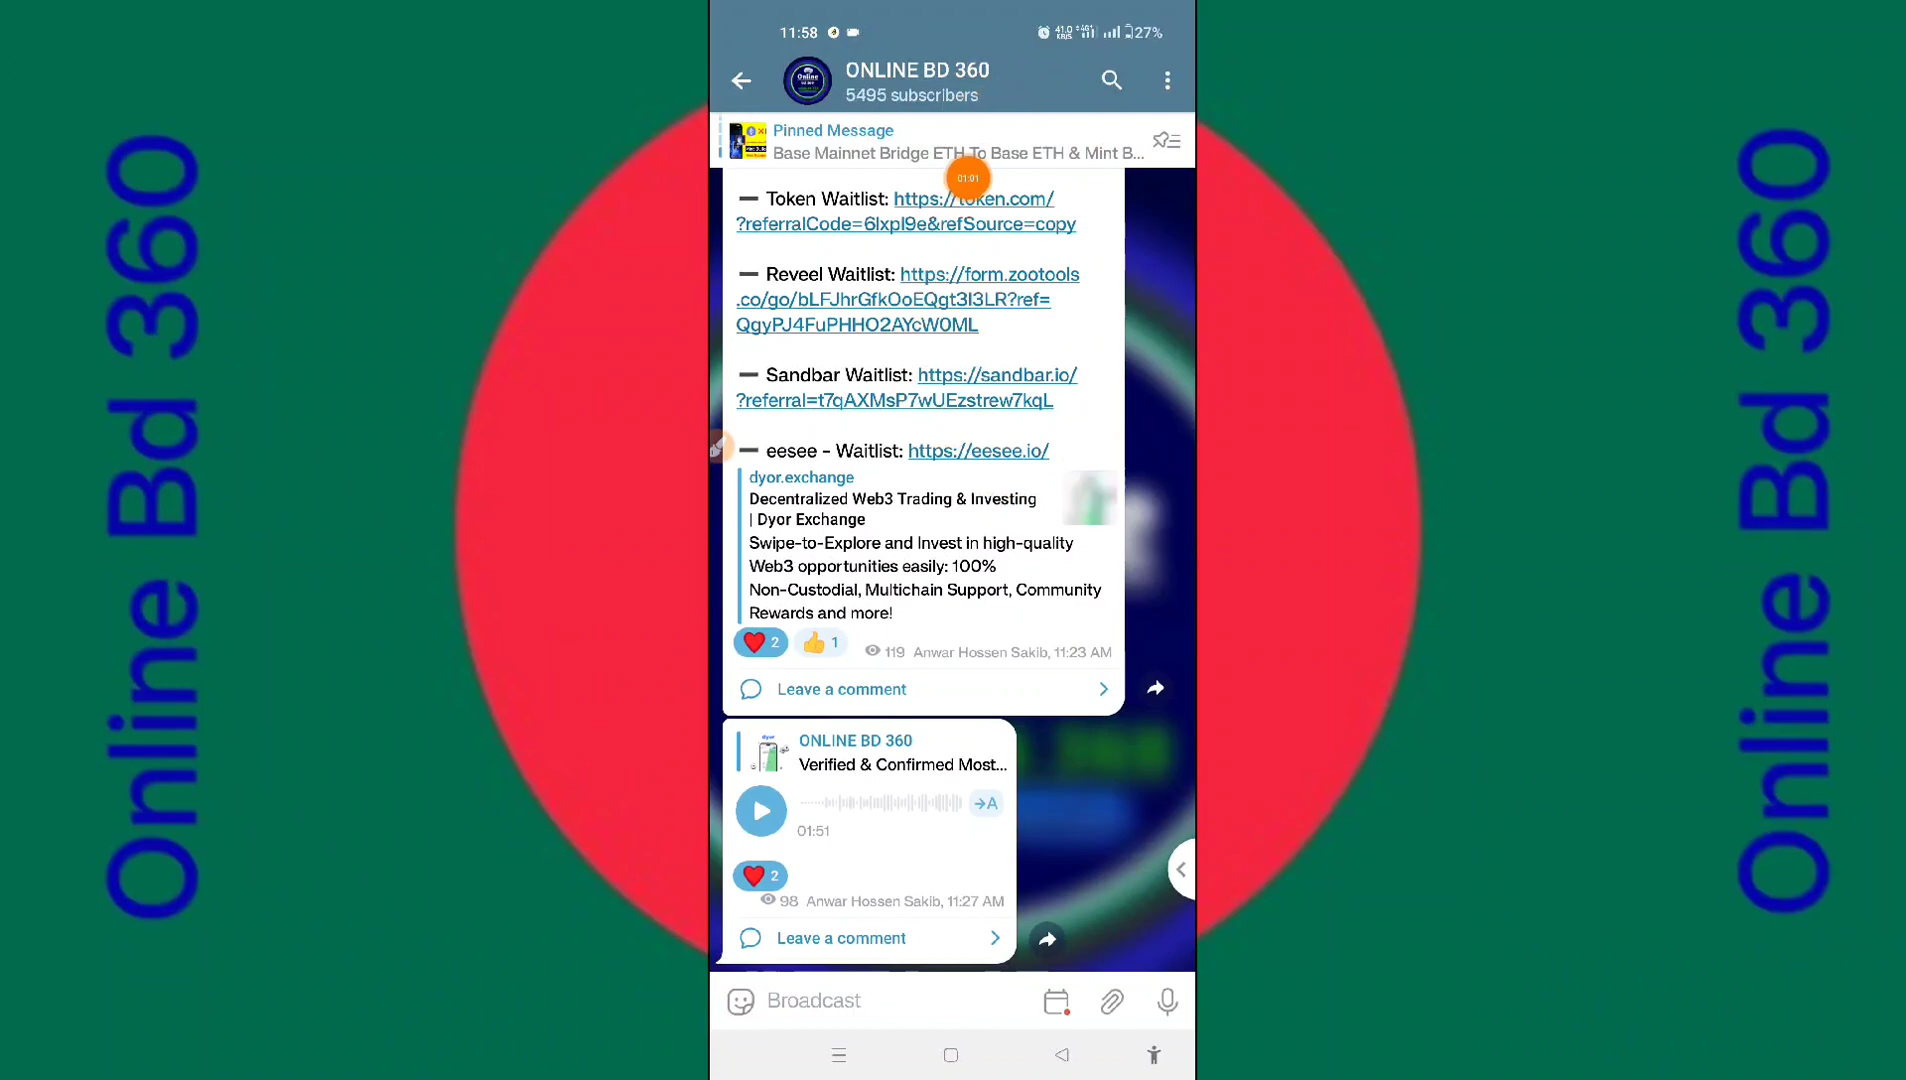 Online Bd 360
11:58
41.0 KB/S 4G+ 27%
Online
ONLINE BD 360
5495 subscribers
Pinned Message
Base Mainnet Bridge ETH To Base ETH & Mint B...
01:01
— Token Waitlist: https://token.com/
?referralCode=6lxpl9e&refSource=copy
— Reveel Waitlist: https://form.zootools
.co/go/bLFJhrGfkOoEQgt3l3LR?ref=
QgyPJ4FuPHHO2AYcW0ML
— Sandbar Waitlist: https://sandbar.io/
?referral=t7qAXMsP7wUEzstrew7kqL
— eesee - Waitlist: https://eesee.io/
dyor.exchange
Decentralized Web3 Trading & Investing
| Dyor Exchange
Swipe-to-Explore and Invest in high-quality
Web3 opportunities easily: 100%
Non-Custodial, Multichain Support, Community
Rewards and more!
2 1 119 Anwar Hossen Sakib, 11:23 AM
Leave a comment
ONLINE BD 360
Verified & Confirmed Most...
→A
01:51
2
98 Anwar Hossen Sakib, 11:27 AM
Leave a comment
Broadcast
Online Bd 360